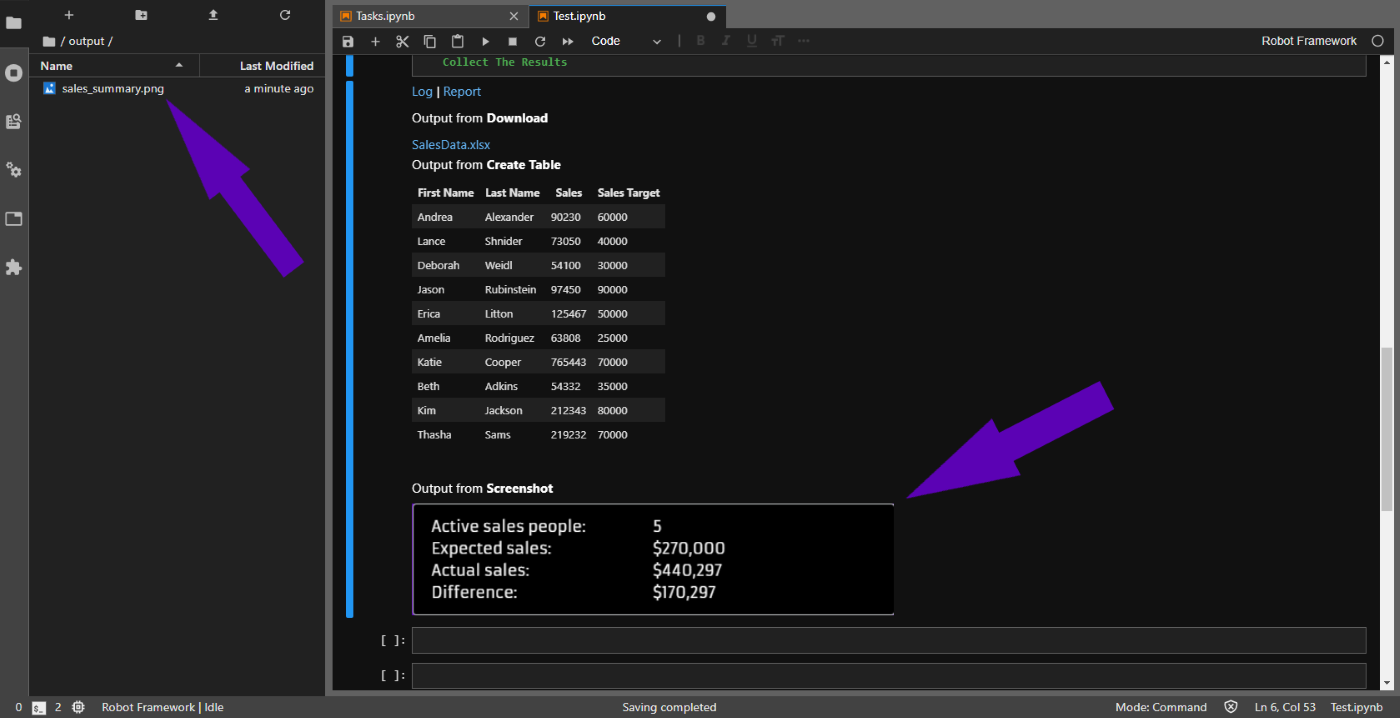 Tasks.ipynb
Test.ipynb
Code
B I U TT ...
Robot Framework
/ output /
Name Last Modified
sales_summary.png a minute ago
Collect The Results
Log | Report
Output from Download
SalesData.xlsx
Output from Create Table
First Name Last Name Sales Sales Target
Andrea Alexander 90230 60000
Lance Shnider 73050 40000
Deborah Weidl 54100 30000
Jason Rubinstein 97450 90000
Erica Litton 125467 50000
Amelia Rodriguez 63808 25000
Katie Cooper 765443 70000
Beth Adkins 54332 35000
Kim Jackson 212343 80000
Thasha Sams 219232 70000
Output from Screenshot
Active sales people: 5
Expected sales: $270,000
Actual sales: $440,297
Difference: $170,297
[ ]:
[ ]:
0 $_ 2 Robot Framework | Idle Saving completed Mode: Command Ln 6, Col 53 Test.ipynb